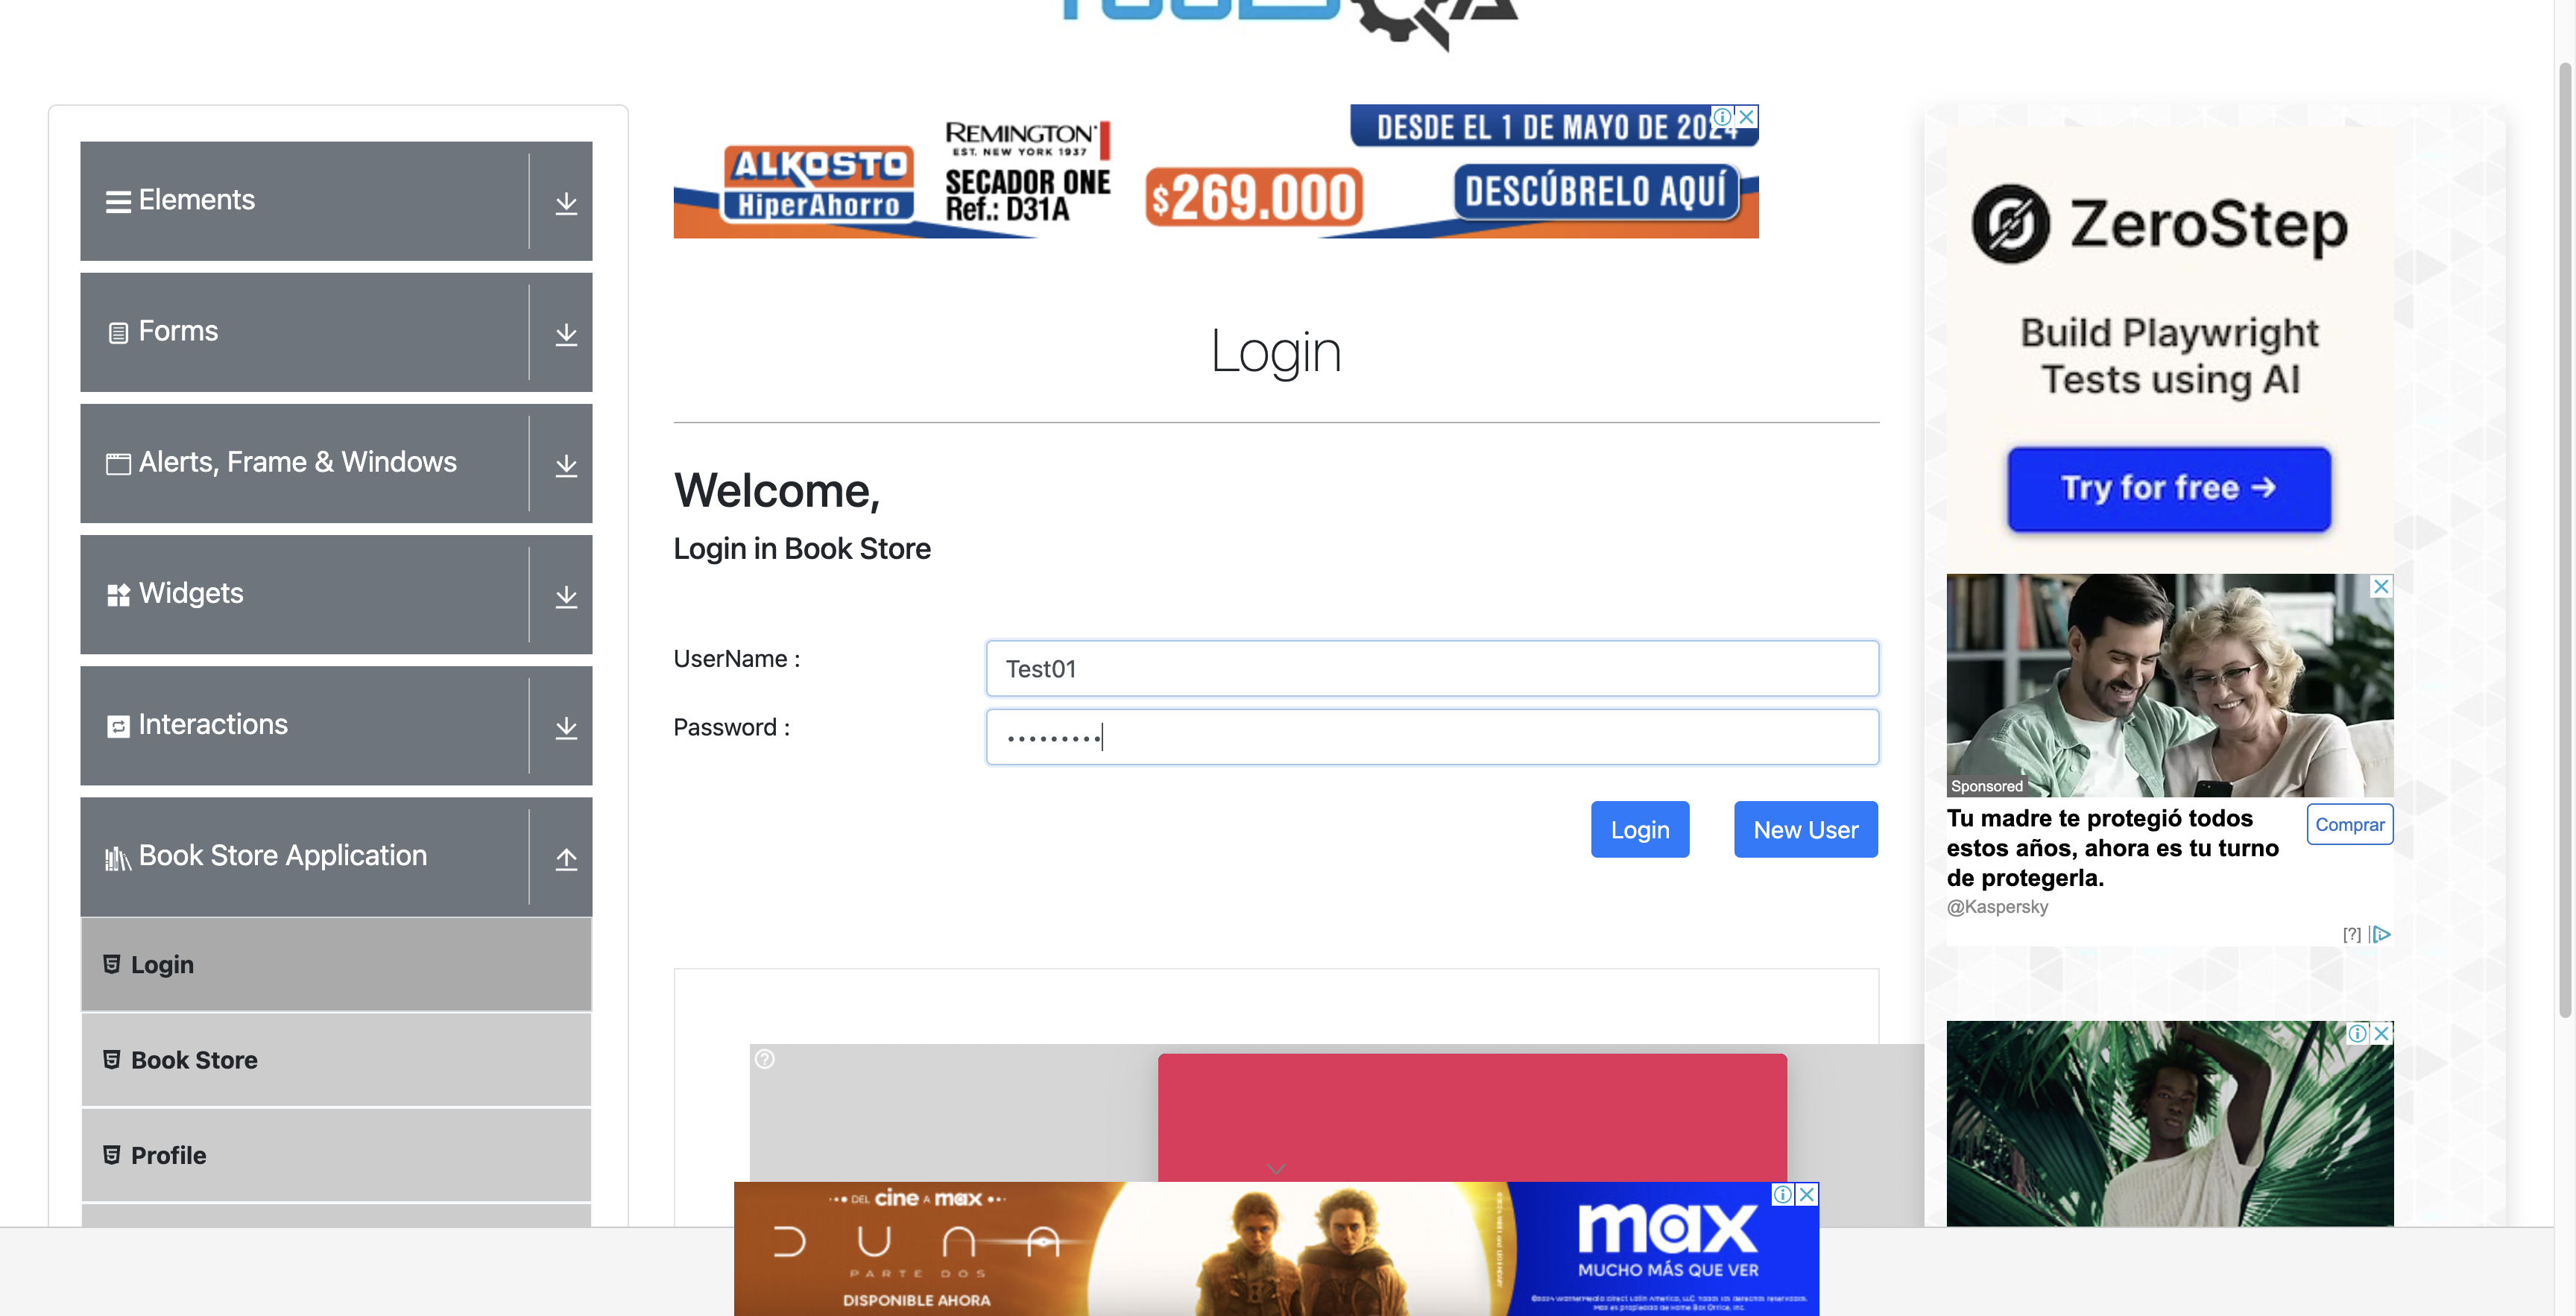 TOOLSQA
Elements
Forms
Alerts, Frame & Windows
Widgets
Interactions
Book Store Application
Login
Book Store
Profile
ALKOSTO
HiperAhorro
REMINGTON
EST. NEW YORK 1937
SECADOR ONE
Ref.: D31A
$269.000
DESDE EL 1 DE MAYO DE 2024
DESCÚBRELO AQUÍ
Login
Welcome,
Login in Book Store
UserName :
Test01
Password :
•••••••••
Login
New User
ZeroStep
Build Playwright
Tests using AI
Try for free →
Sponsored
Tu madre te protegió todos
estos años, ahora es tu turno
de protegerla.
Comprar
@Kaspersky
[?]
DEL cine A max
DUNA
PARTE DOS
DISPONIBLE AHORA
max
MUCHO MÁS QUE VER